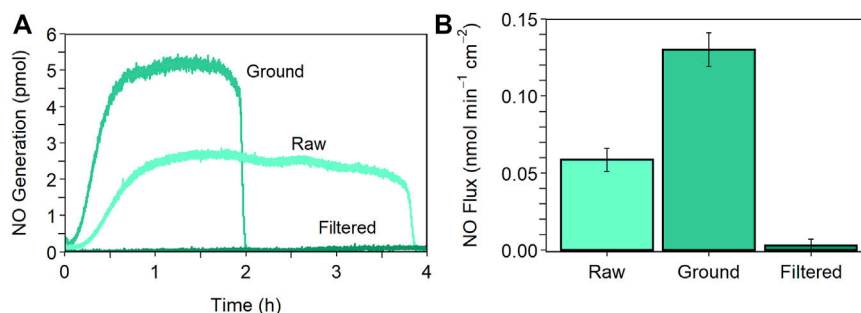 A
NO Generation (pmol)
6
5
4
3
2
1
0
0
1
2
3
4
Time (h)
Ground
Raw
Filtered
B
NO Flux (nmol min⁻¹ cm⁻²)
0.15
0.10
0.05
0.00
Raw
Ground
Filtered